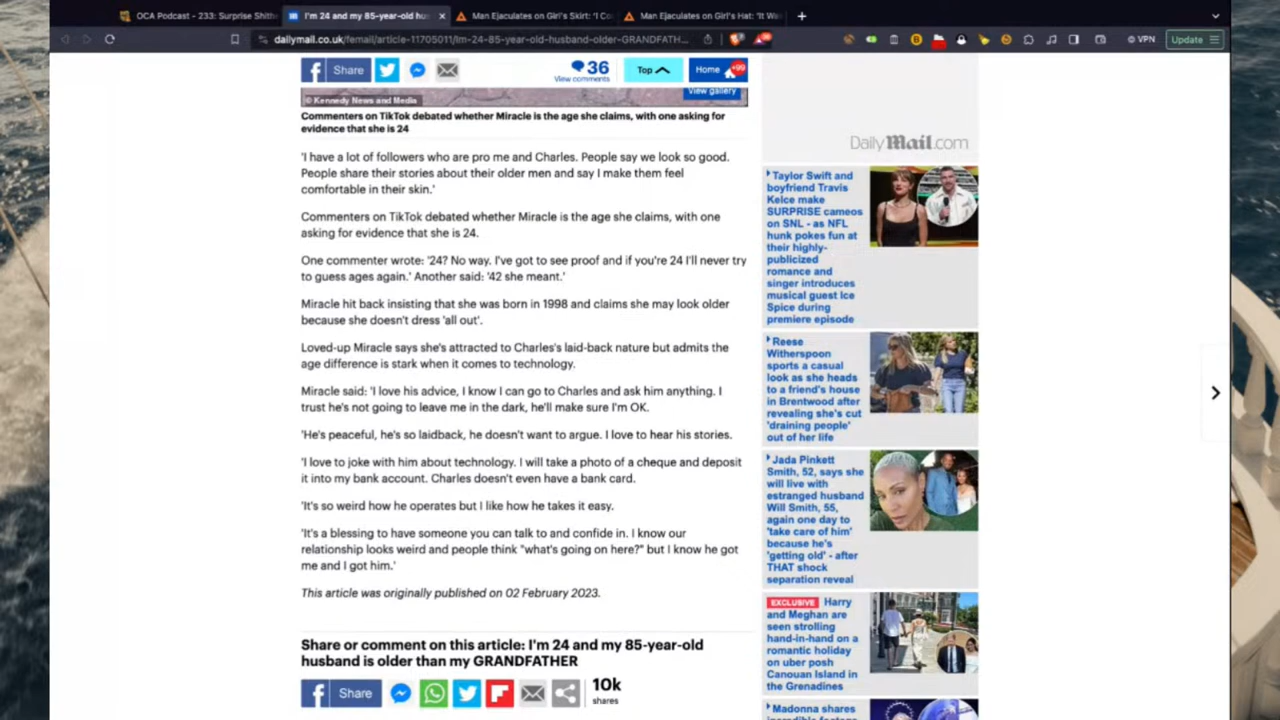 OCA Podcast - 233: Surprise Shith
I'm 24 and my 85-year-old hu
Man Ejaculates on Girl's Skirt: 'I Co
Man Ejaculates on Girl's Hat: 'It Wa
dailymail.co.uk/femail/article-11705011/Im-24-85-year-old-husband-older-GRANDFATH...
VPN
Update
Share
36
View comments
Top
Home
+99
© Kennedy News and Media
View gallery
Commenters on TikTok debated whether Miracle is the age she claims, with one asking for
evidence that she is 24
'I have a lot of followers who are pro me and Charles. People say we look so good.
People share their stories about their older men and say I make them feel
comfortable in their skin.'
Commenters on TikTok debated whether Miracle is the age she claims, with one
asking for evidence that she is 24.
One commenter wrote: '24? No way. I've got to see proof and if you're 24 I'll never try
to guess ages again.' Another said: '42 she meant.'
Miracle hit back insisting that she was born in 1998 and claims she may look older
because she doesn't dress 'all out'.
Loved-up Miracle says she's attracted to Charles's laid-back nature but admits the
age difference is stark when it comes to technology.
Miracle said: 'I love his advice, I know I can go to Charles and ask him anything. I
trust he's not going to leave me in the dark, he'll make sure I'm OK.
'He's peaceful, he's so laidback, he doesn't want to argue. I love to hear his stories.
'I love to joke with him about technology. I will take a photo of a cheque and deposit
it into my bank account. Charles doesn't even have a bank card.
'It's so weird how he operates but I like how he takes it easy.
'It's a blessing to have someone you can talk to and confide in. I know our
relationship looks weird and people think "what's going on here?" but I know he got
me and I got him.'
This article was originally published on 02 February 2023.
Share or comment on this article: I'm 24 and my 85-year-old
husband is older than my GRANDFATHER
Share
10k
shares
DailyMail.com
Taylor Swift and
boyfriend Travis
Kelce make
SURPRISE cameos
on SNL - as NFL
hunk pokes fun at
their highly-
publicized
romance and
singer introduces
musical guest Ice
Spice during
premiere episode
Reese
Witherspoon
sports a casual
look as she heads
to a friend's house
in Brentwood after
revealing she's cut
'draining people'
out of her life
Jada Pinkett
Smith, 52, says she
will live with
estranged husband
Will Smith, 55,
again one day to
'take care of him'
because he's
'getting old' - after
THAT shock
separation reveal
EXCLUSIVE Harry
and Meghan are
seen strolling
hand-in-hand on a
romantic holiday
on uber posh
Canouan Island in
the Grenadines
Madonna shares